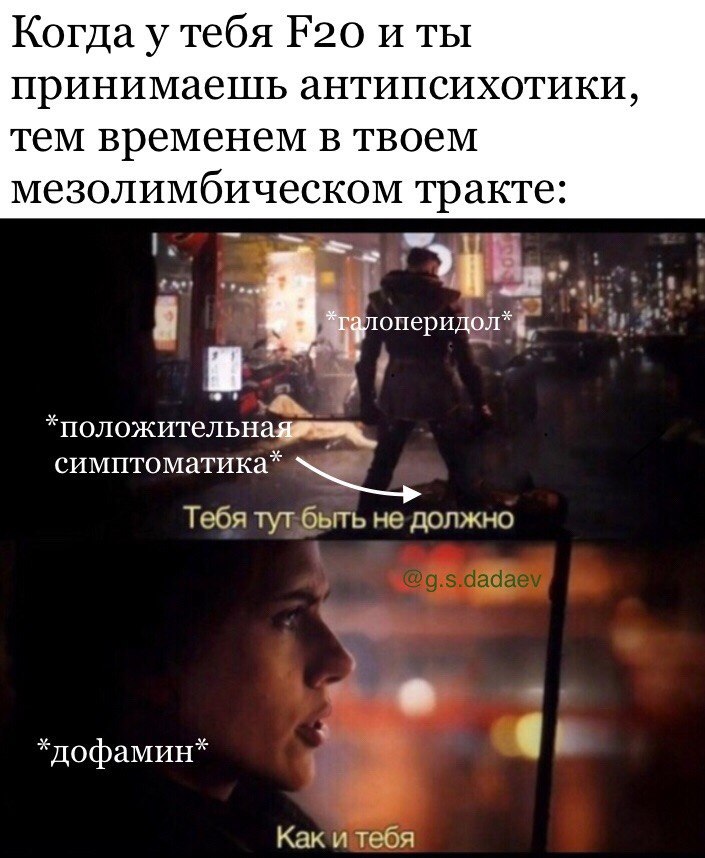 Когда у тебя F20 и ты
принимаешь антипсихотики,
тем временем в твоем
мезолимбическом тракте:
*галоперидол*
*положительная
симптоматика*
Тебя тут быть не должно
@g.s.dadaev
*дофамин*
Как и тебя